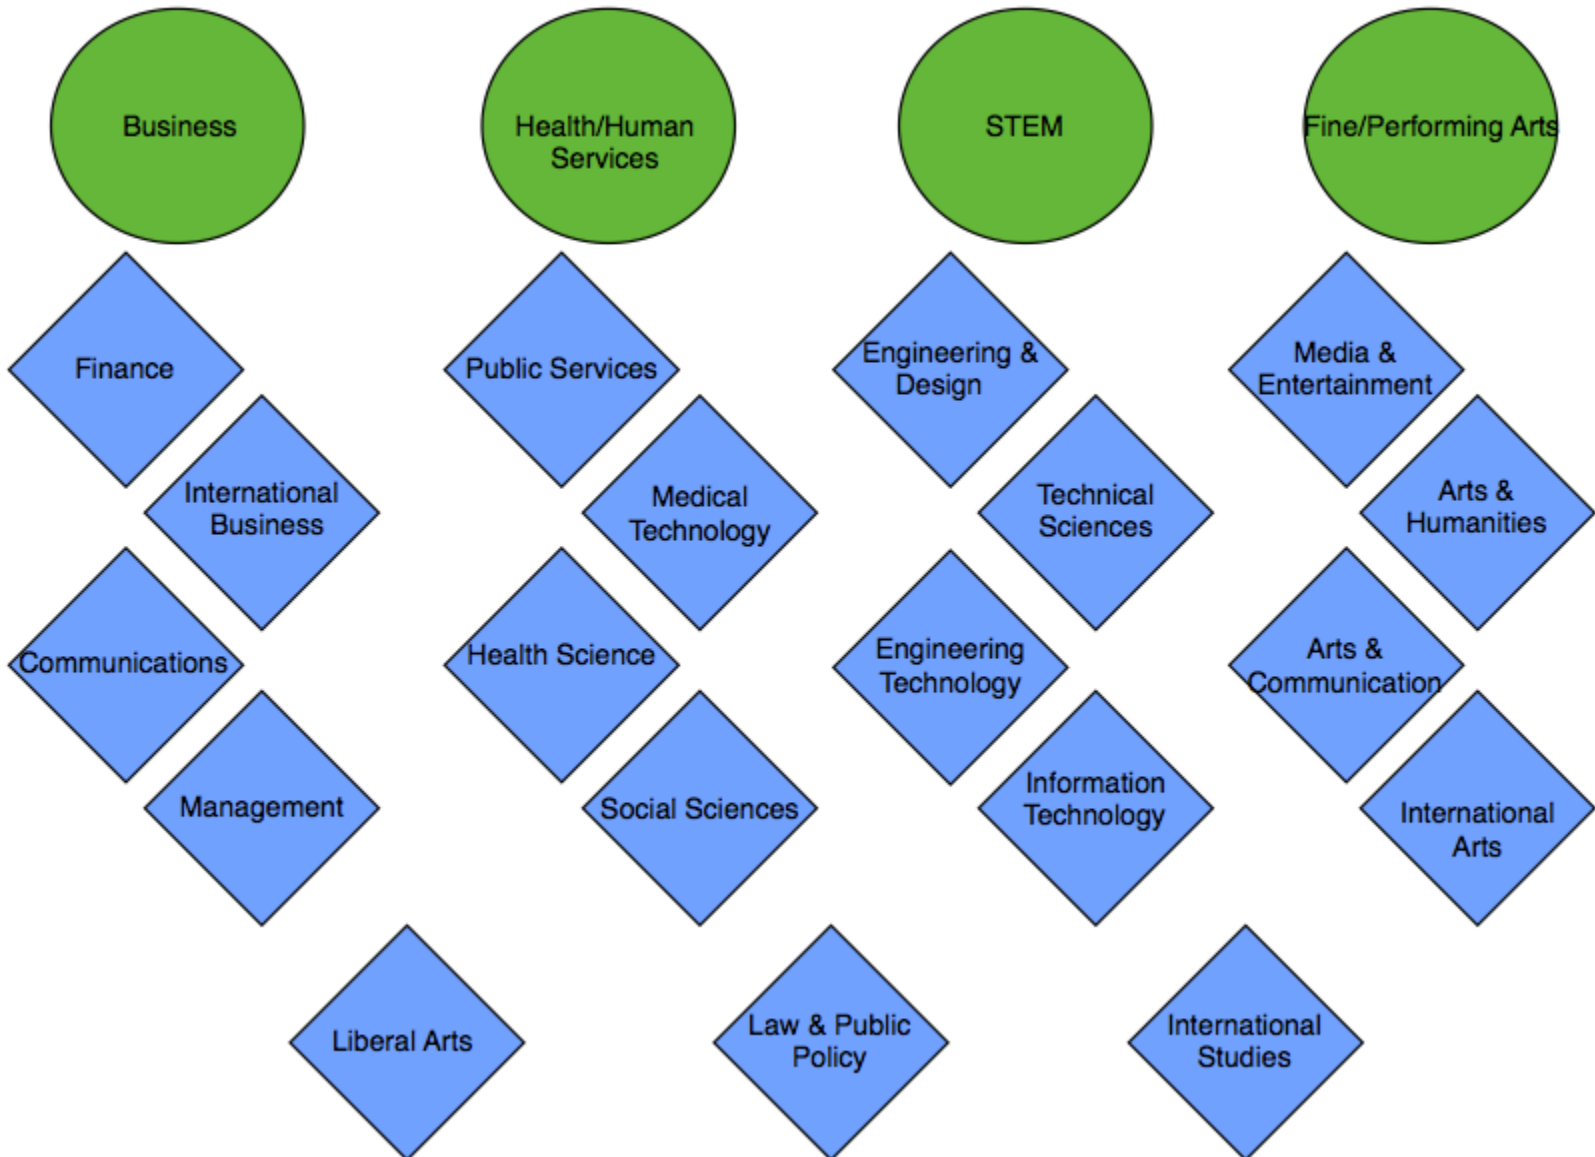 Business
Health/Human
Services
STEM
Fine/Performing Arts
Finance
Public Services
Engineering &
Design
Media &
Entertainment
International
Business
Medical
Technology
Technical
Sciences
Arts &
Humanities
Communications
Health Science
Engineering
Technology
Arts &
Communication
Management
Social Sciences
Information
Technology
International
Arts
Liberal Arts
Law & Public
Policy
International
Studies